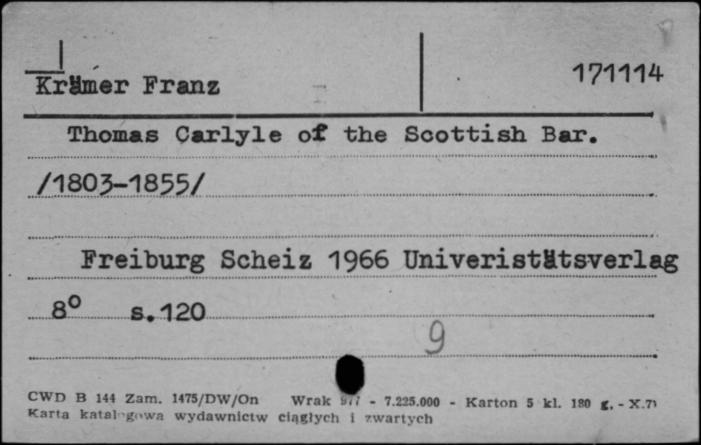 Krämer Franz 171114
Thomas Carlyle of the Scottish Bar.
/1803-1855/
Freiburg Scheiz 1966 Univeristätsverlag
8° s.120
9
CWD B 144 Zam. 1475/DW/On Wrak - 7.225.000 - Karton 5 kl. 180 g. - X.71
Karta katalogowa wydawnictw ciągłych i zwartych